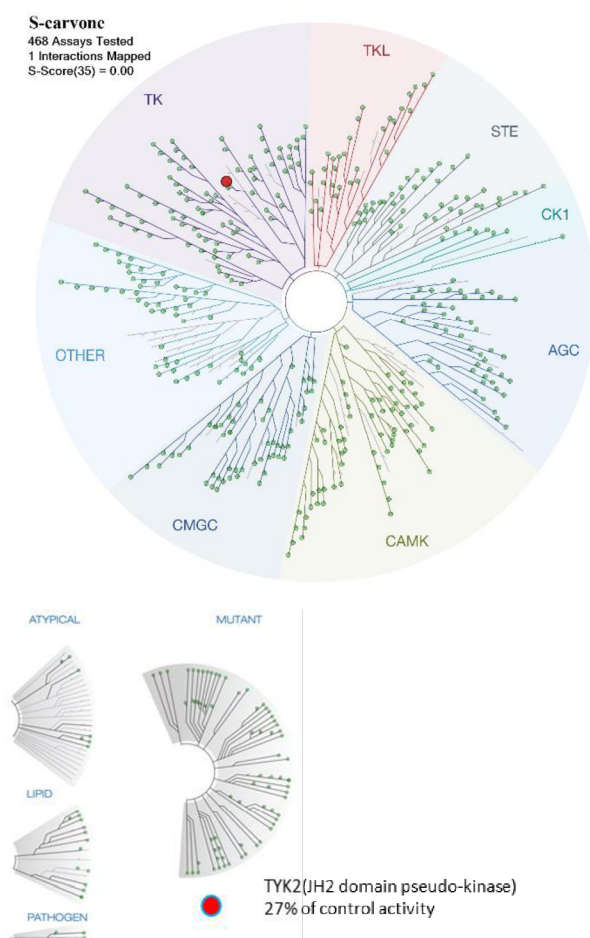 S-carvone
468 Assays Tested
1 Interactions Mapped
S-Score(35) = 0.00
TKL
TK
STE
CK1
OTHER
AGC
CMGC
CAMK
ATYPICAL
MUTANT
LIPID
TYK2(JH2 domain pseudo-kinase)
27% of control activity
PATHOGEN